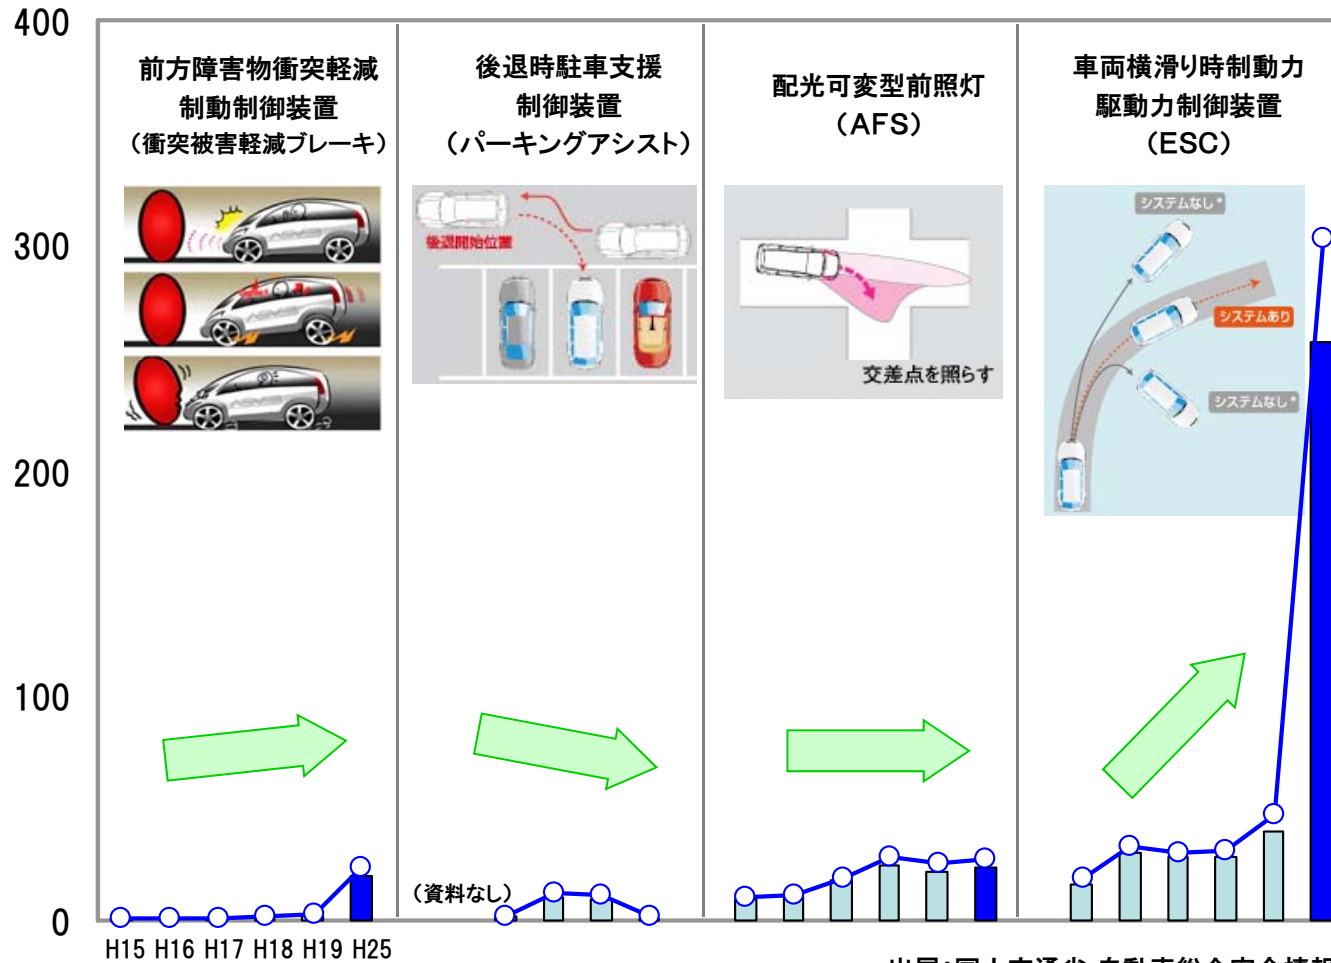 400
300
200
100
0
前方障害物衝突軽減
制動制御装置
（衝突被害軽減ブレーキ）
後退時駐車支援
制御装置
（パーキングアシスト）
後退開始位置
配光可変型前照灯
（AFS）
交差点を照らす
車両横滑り時制動力
駆動力制御装置
（ESC）
システムなし*
システムあり
システムなし*
（資料なし）
H15 H16 H17 H18 H19 H25